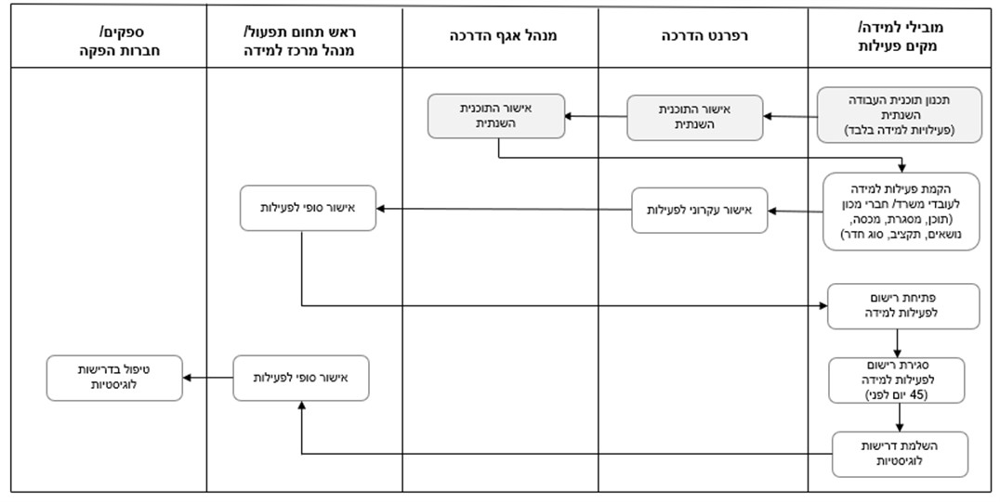 מובילי למידה/
מקים פעילות
רפרנט הדרכה
מנהל אגף הדרכה
ראש תחום תפעול/
מנהל מרכז למידה
ספקים/
חברות הפקה
תכנון תוכנית העבודה
השנתית
(פעילויות למידה בלבד)
אישור התוכנית
השנתית
אישור התוכנית
השנתית
הקמת פעילות למידה
לעובדי משרד/ חברי מכון
(תוכן, מסגרת, מכסה,
נושאים, תקציב, סוג חדר)
אישור עקרוני לפעילות
אישור סופי לפעילות
פתיחת רישום
לפעילות למידה
סגירת רישום
לפעילות למידה
(45 יום לפני)
אישור סופי לפעילות
טיפול בדרישות
לוגיסטיות
השלמת דרישות
לוגיסטיות